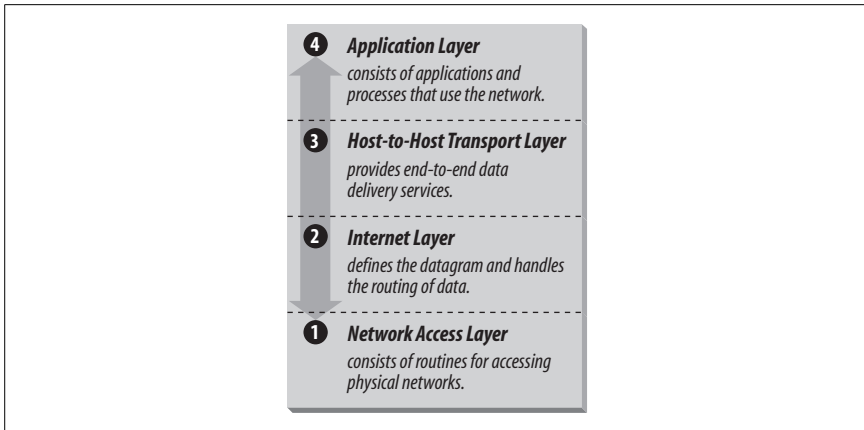 4 Application Layer
consists of applications and
processes that use the network.
3 Host-to-Host Transport Layer
provides end-to-end data
delivery services.
2 Internet Layer
defines the datagram and handles
the routing of data.
1 Network Access Layer
consists of routines for accessing
physical networks.